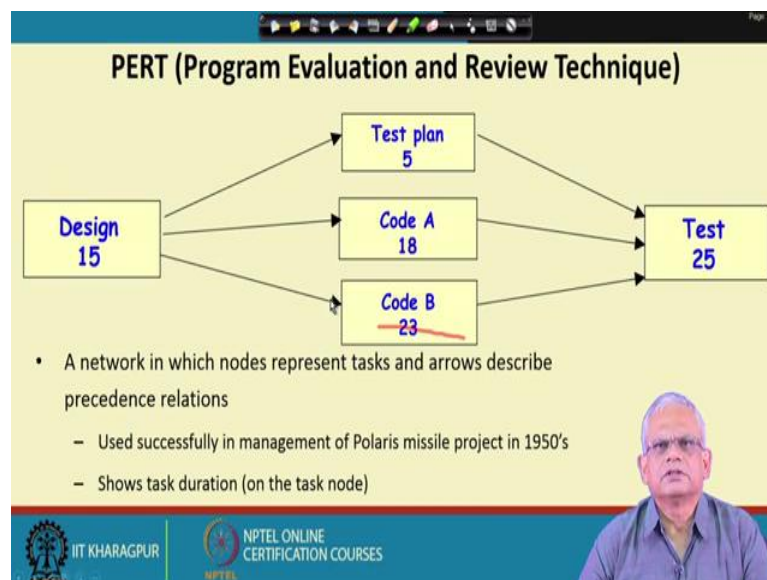 Page
PERT (Program Evaluation and Review Technique)
Test plan
5
Design
15
Code A
18
Test
25
Code B
23
• A network in which nodes represent tasks and arrows describe
precedence relations
– Used successfully in management of Polaris missile project in 1950's
– Shows task duration (on the task node)
IIT KHARAGPUR
NPTEL ONLINE
CERTIFICATION COURSES
NPTEL